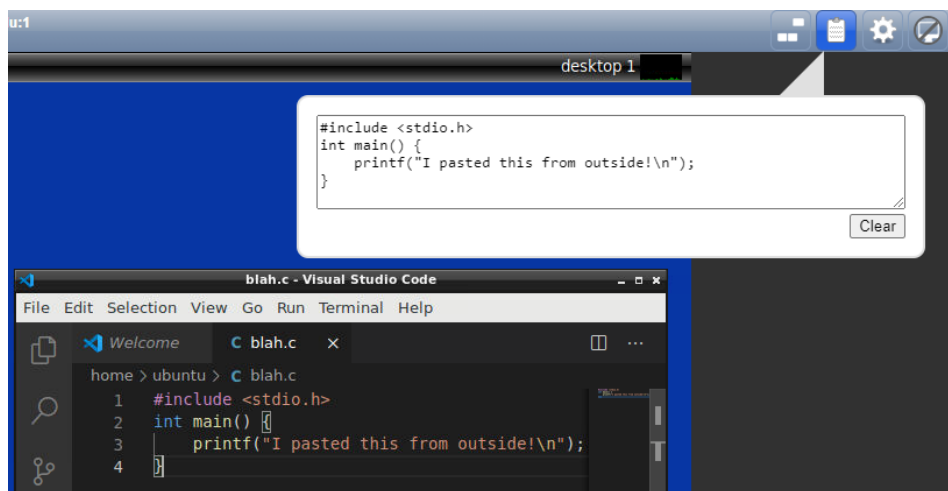 u:1
desktop 1
#include <stdio.h>
int main() {
    printf("I pasted this from outside!\n");
}
Clear
blah.c - Visual Studio Code
File Edit Selection View Go Run Terminal Help
Welcome C blah.c
home > ubuntu > C blah.c
1 #include <stdio.h>
2 int main() {
3     printf("I pasted this from outside!\n");
4 }